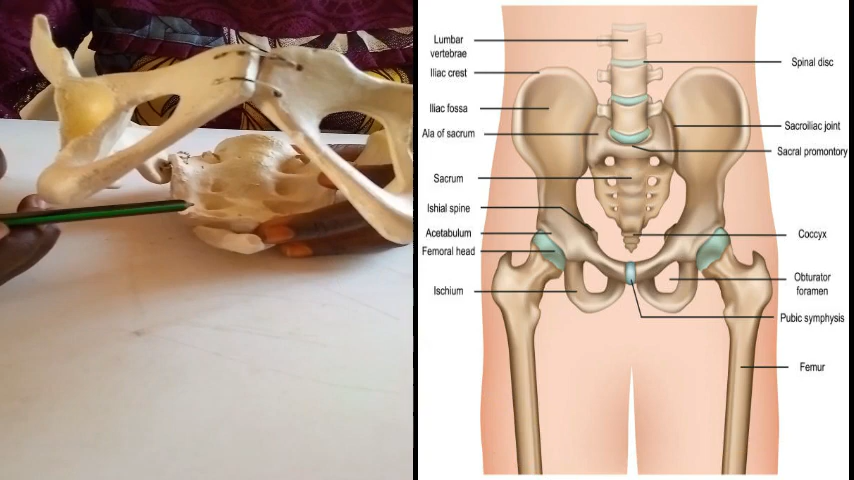 Lumbar
vertebrae
Iliac crest
Iliac fossa
Ala of sacrum
Sacrum
Ishial spine
Acetabulum
Femoral head
Ischium
Spinal disc
Sacroiliac joint
Sacral promontory
Coccyx
Obturator
foramen
Pubic symphysis
Femur